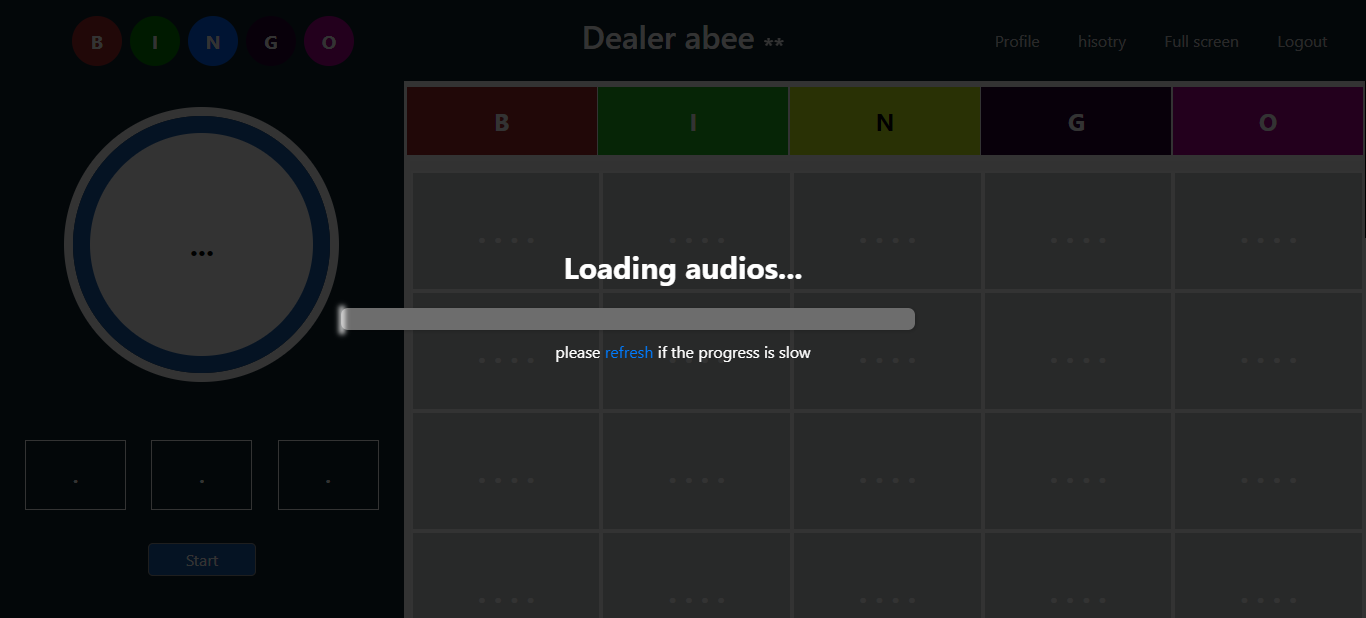 B I N G O
Dealer abee **
Profile hisotry Full screen Logout
B I N G O
...
. . . . . . . . . . . . . . . . . . . .
Loading audios...
please refresh if the progress is slow
. . . . . . . . . . . . . . . . . . . .
. . . . . . . . . . . . . . . . . . . .
. . .
Start
. . . . . . . . . . . . . . . . . . . .